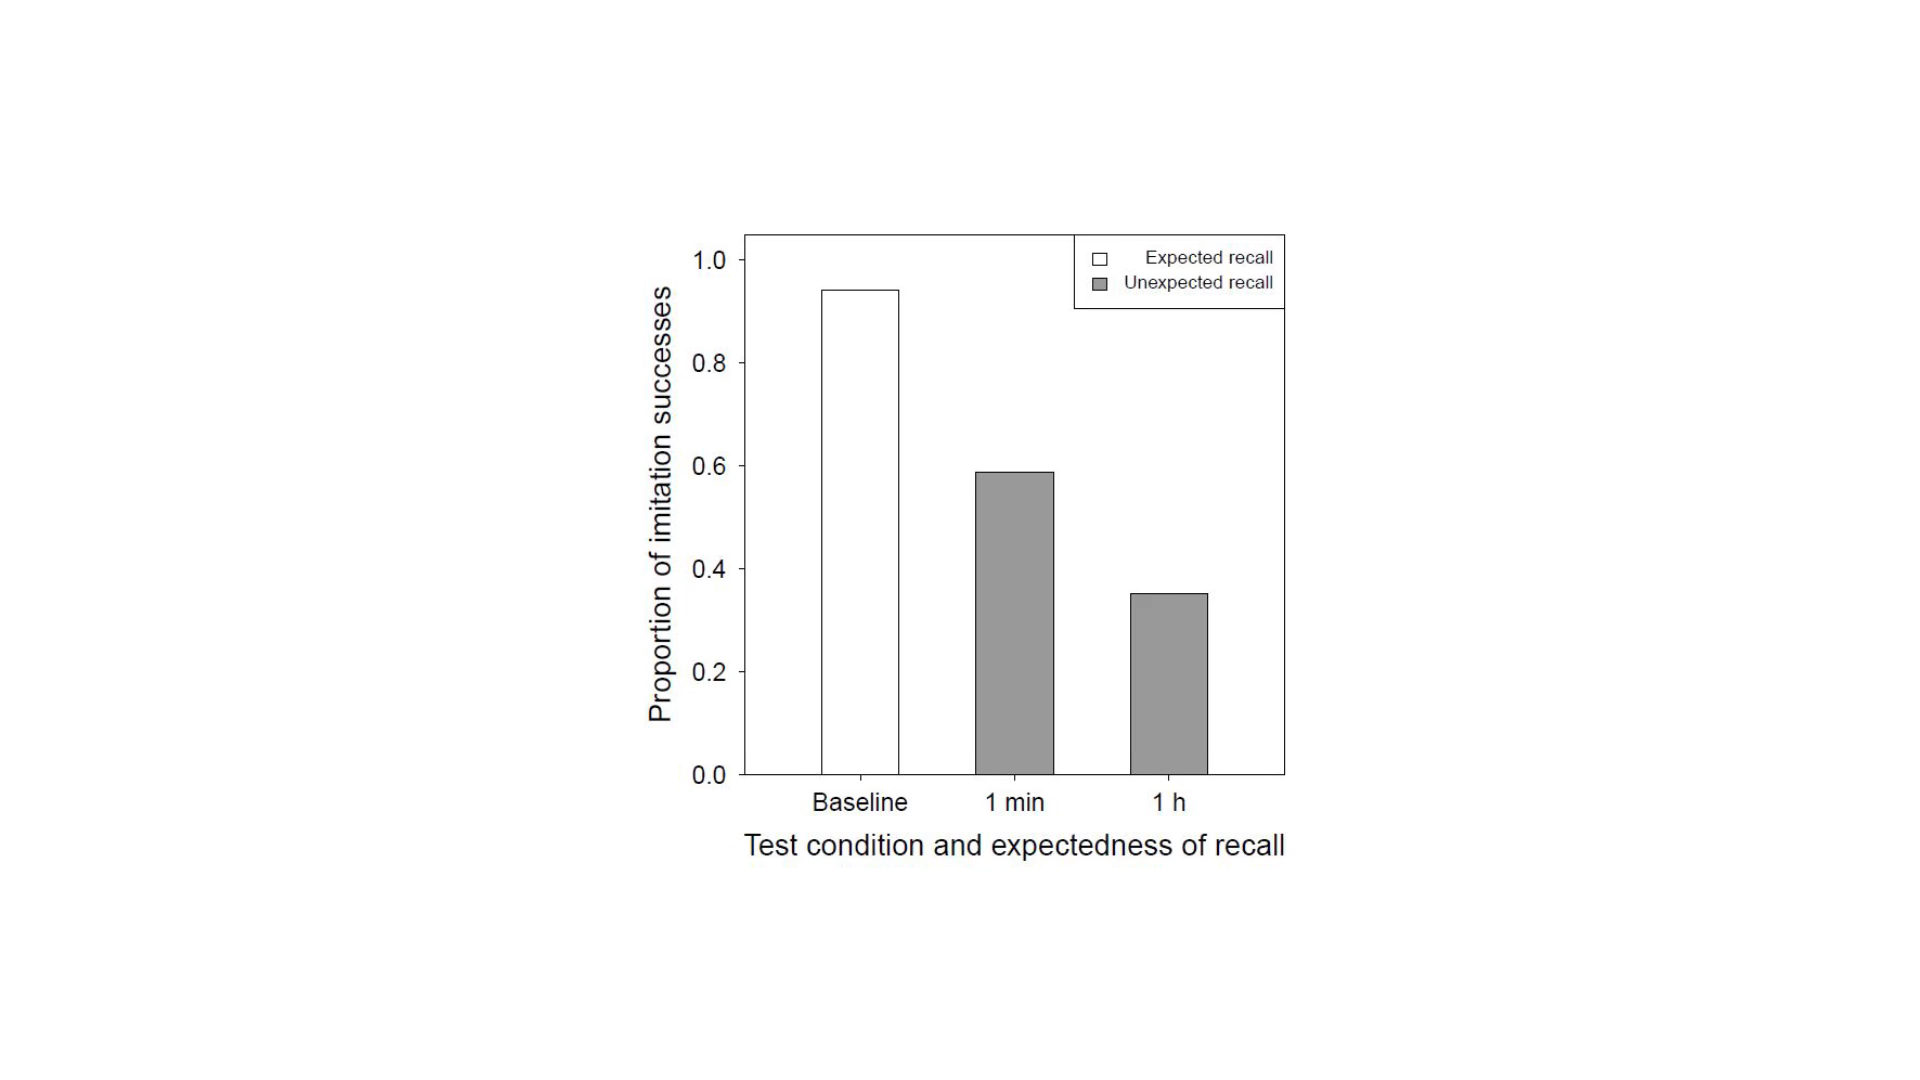 Proportion of imitation successes
1.0
0.8
0.6
0.4
0.2
0.0
Expected recall
Unexpected recall
Baseline 1 min 1 h
Test condition and expectedness of recall